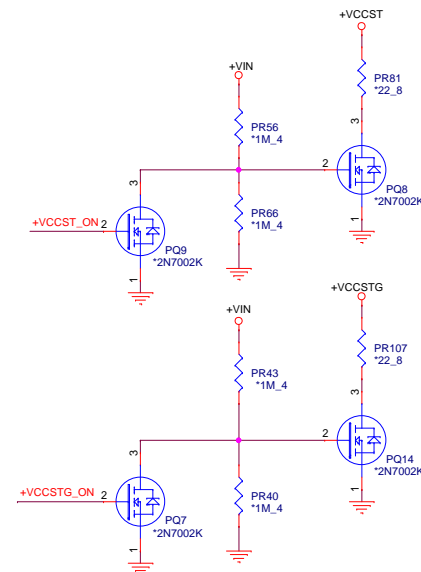 +VCCST
+VIN
PR81
*22_8
PR56
*1M_4
3
3
2
PQ8
*2N7002K
PR66
*1M_4
+VCCST_ON
2
PQ9
*2N7002K
1
1
+VCCSTG
+VIN
PR107
*22_8
PR43
*1M_4
3
3
2
PQ14
*2N7002K
PR40
*1M_4
+VCCSTG_ON
2
PQ7
*2N7002K
1
1